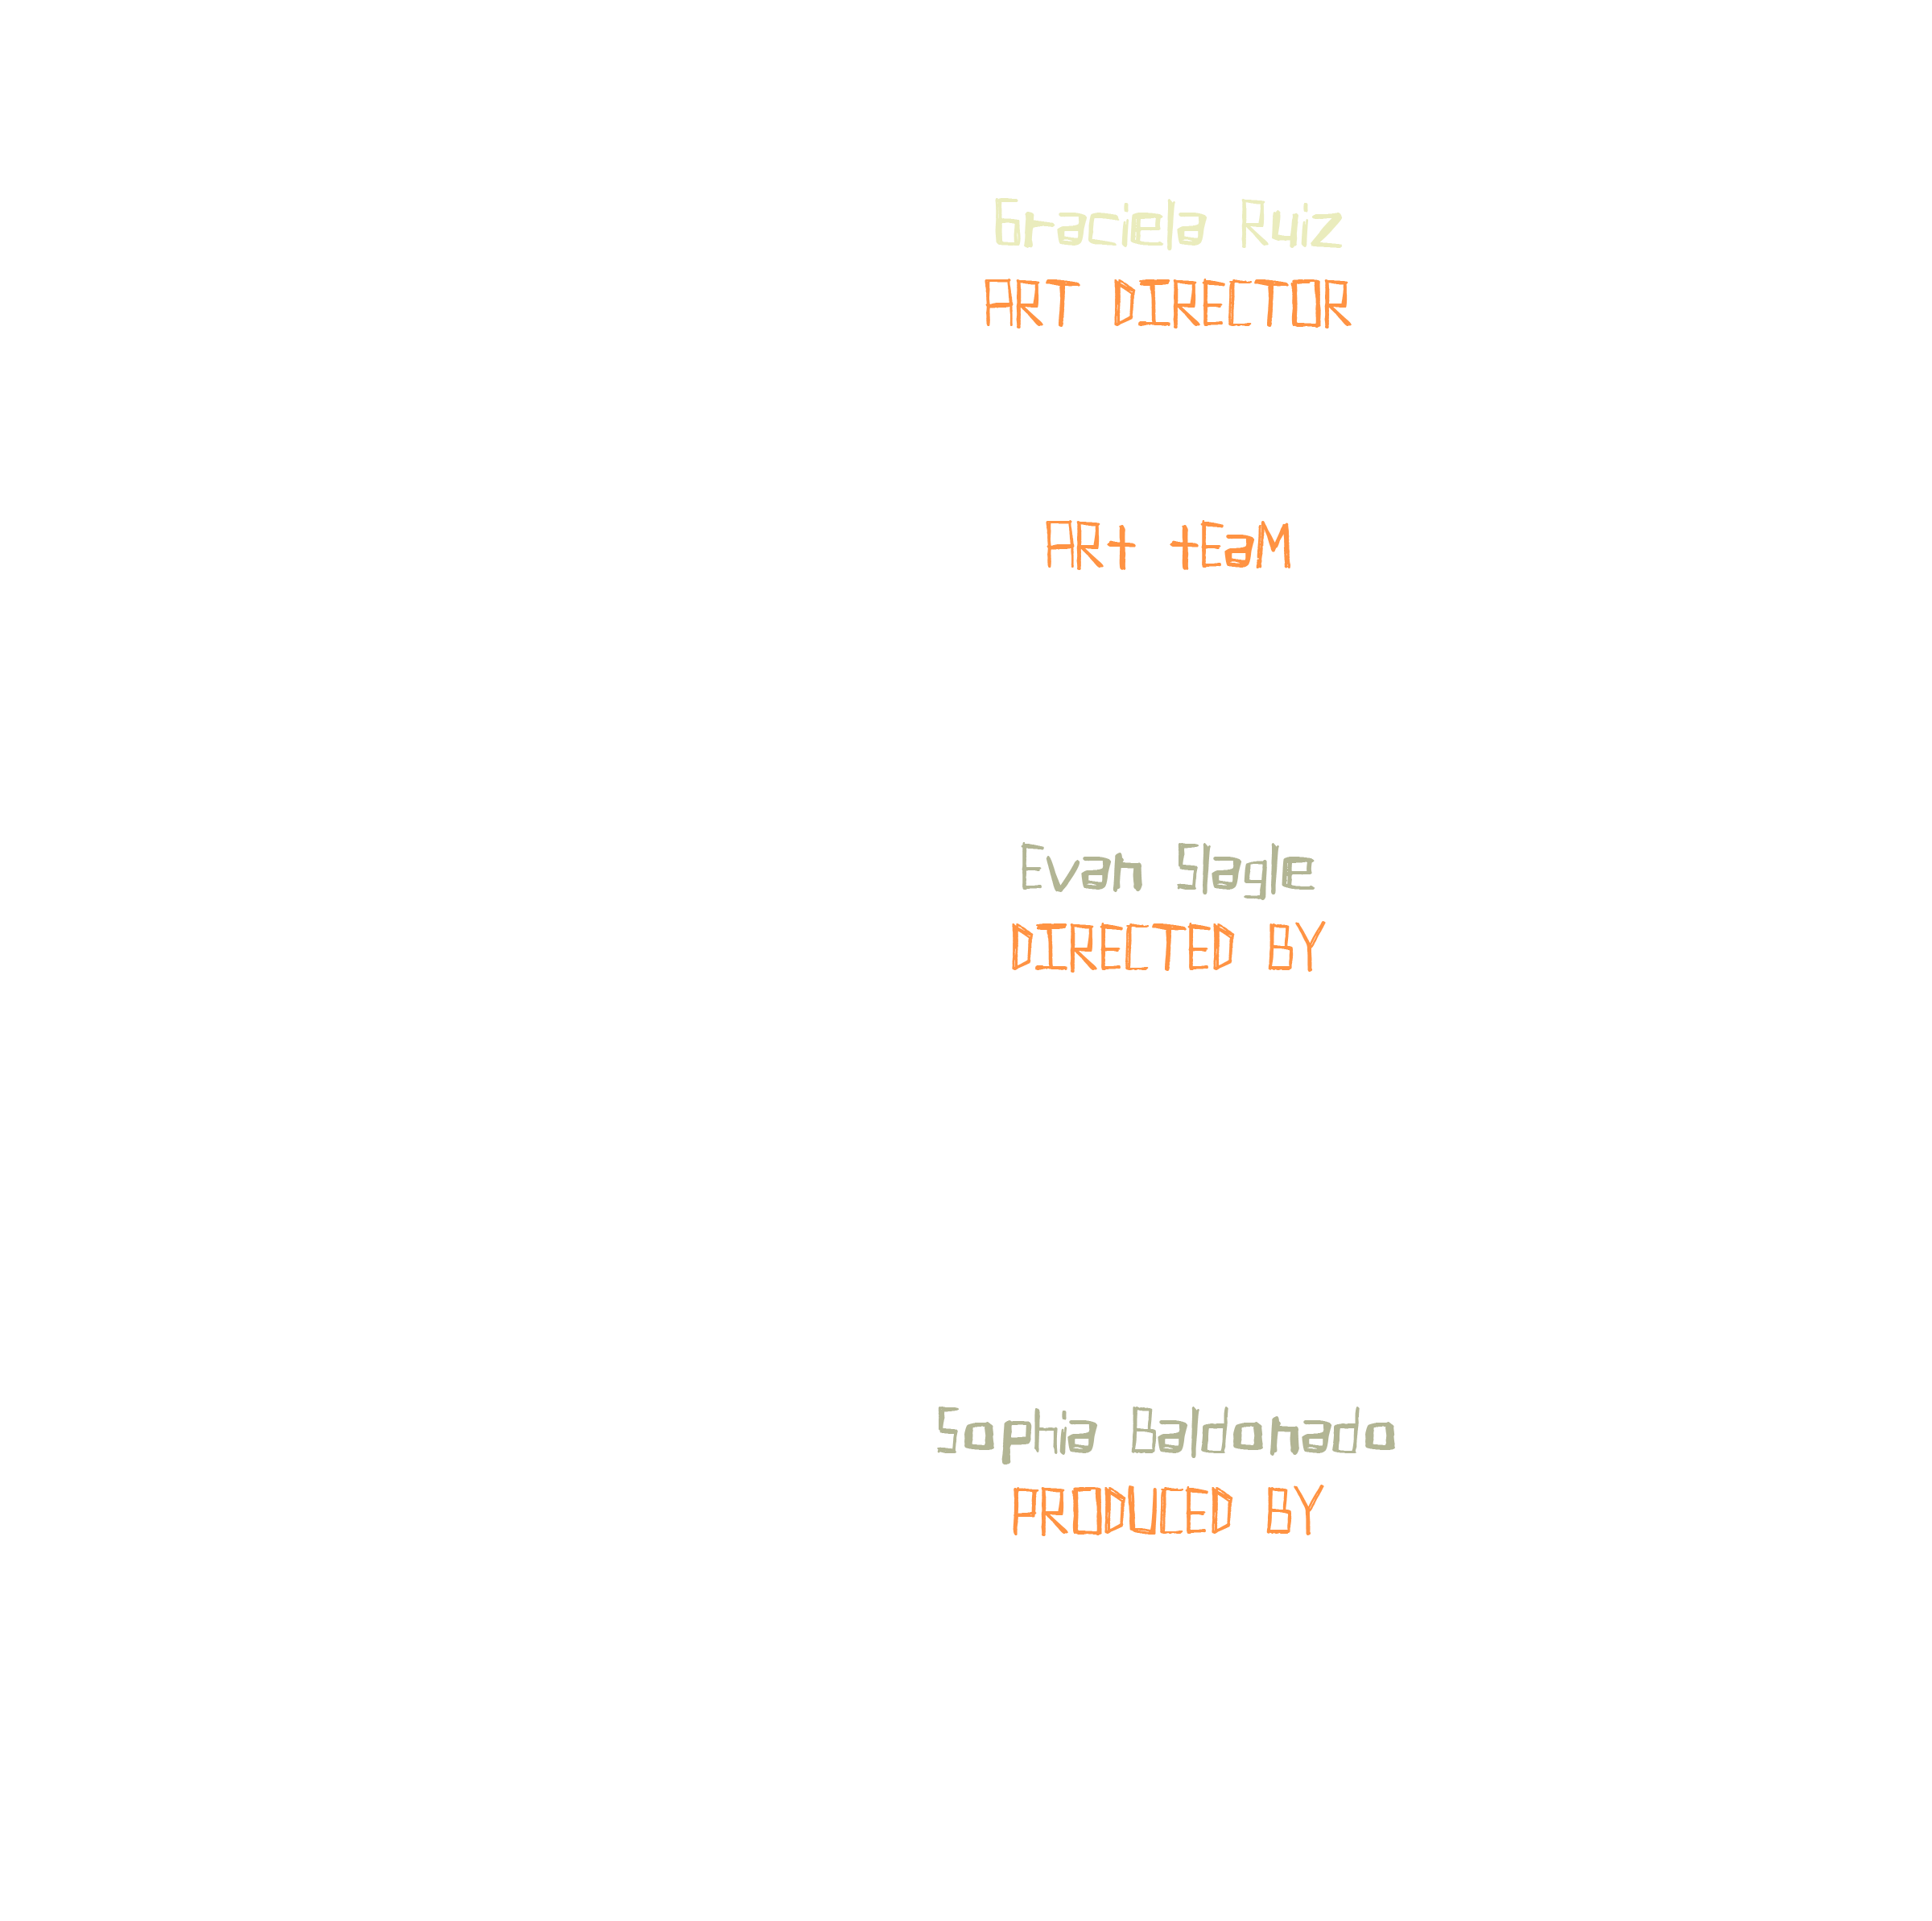 Graciela Ruiz
ART DIRECTOR
ARt tEaM
Evan Slagle
DIRECTED BY
Sophia Baldonado
PRODUCED BY